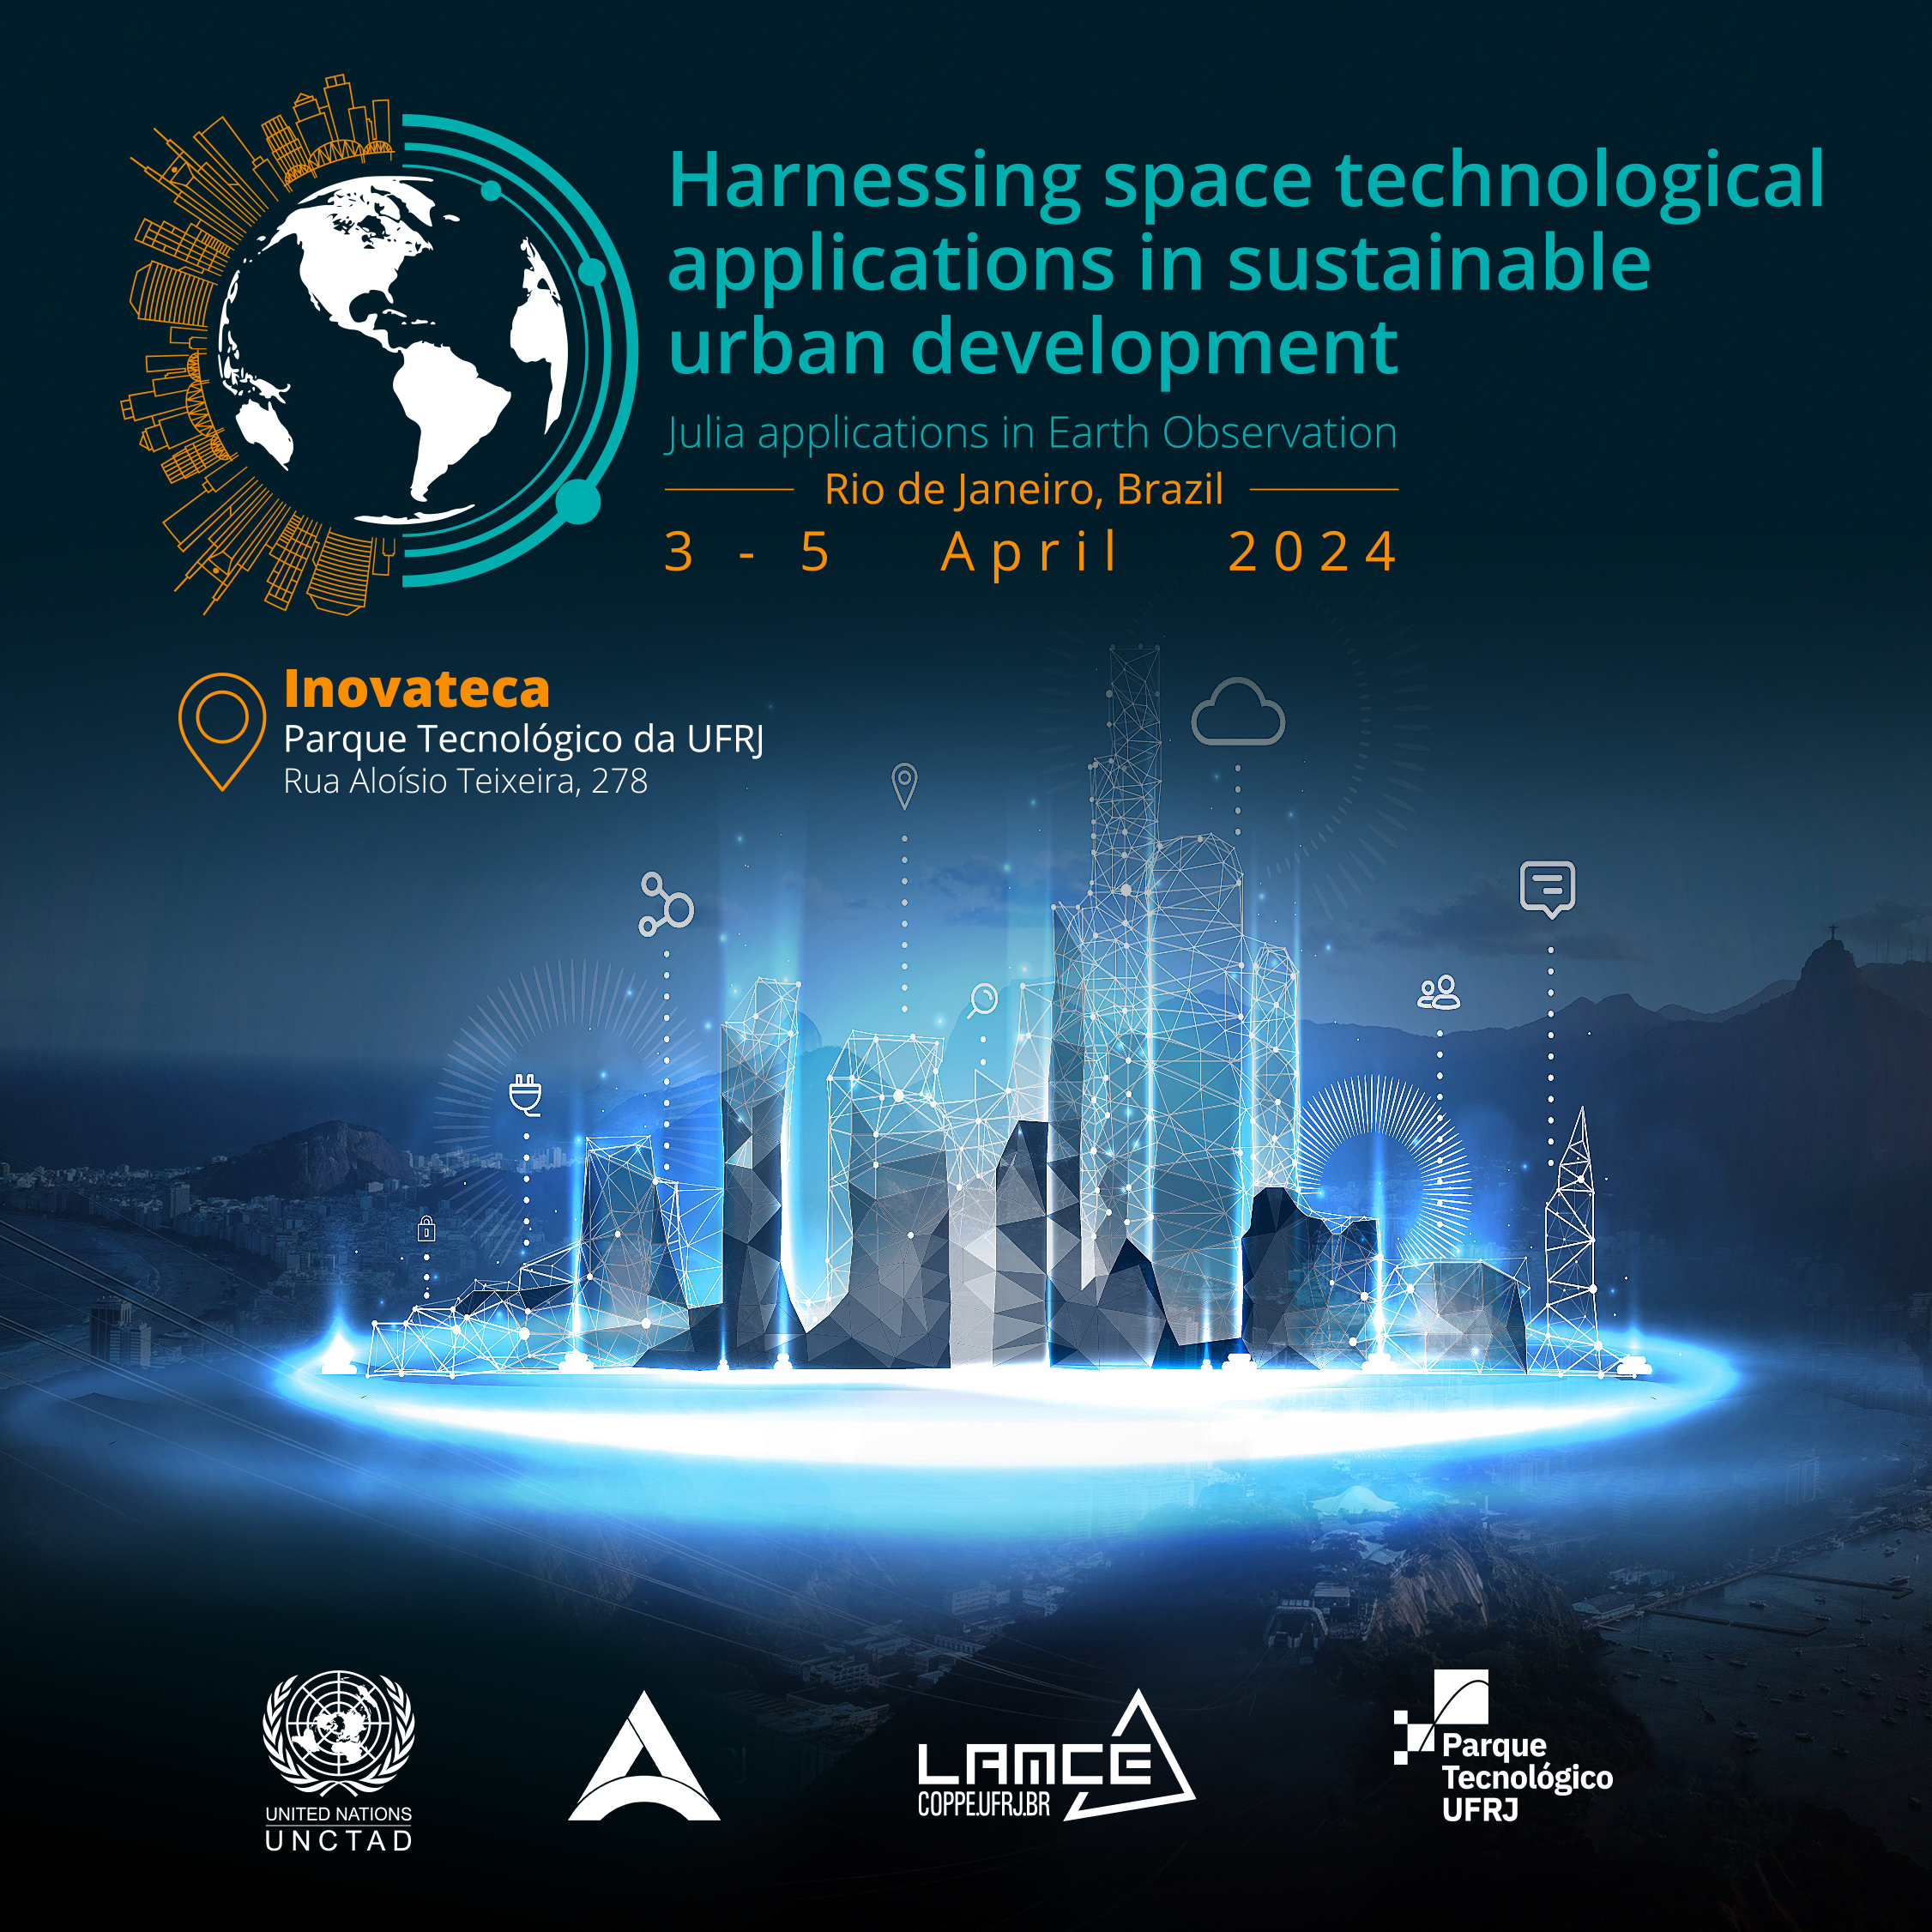 Harnessing space technological
applications in sustainable
urban development
Julia applications in Earth Observation
Rio de Janeiro, Brazil
3 - 5 April 2024
Inovateca
Parque Tecnológico da UFRJ
Rua Aloísio Teixeira, 278
UNITED NATIONS
UNCTAD
LAMCE
COPPE.UFRJ.BR
Parque
Tecnológico
UFRJ